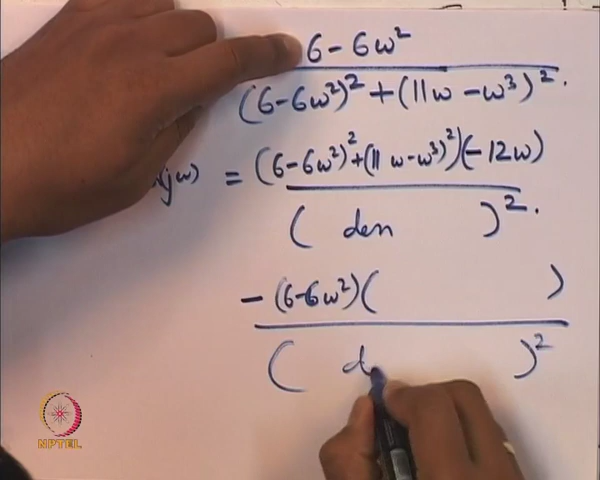 6 - 6ω²
(6-6ω²)² + (11ω - ω³)².
(jω) = (6-6ω²)²+(11ω-ω³)²)(-12ω)
( den )².
- (6-6ω²)( )
( d )²
NPTEL